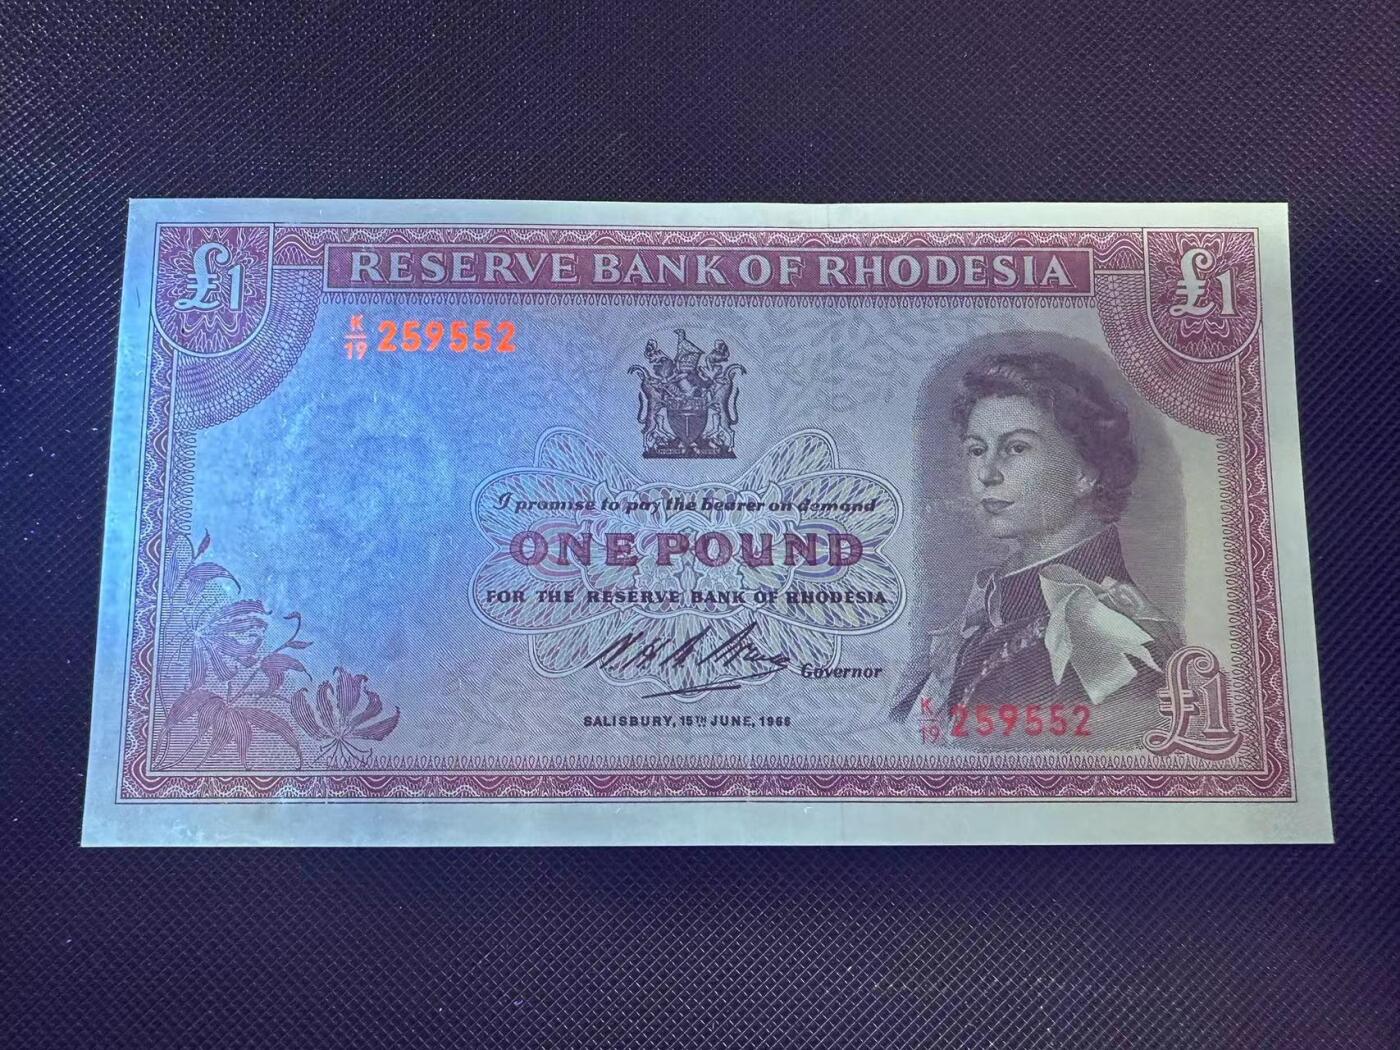 £1
RESERVE BANK OF RHODESIA
£1
K/19 259552
I promise to pay the bearer on demand
ONE POUND
FOR THE RESERVE BANK OF RHODESIA
Governor
SALISBURY, 15TH JUNE, 1966
K/19 259552
£1